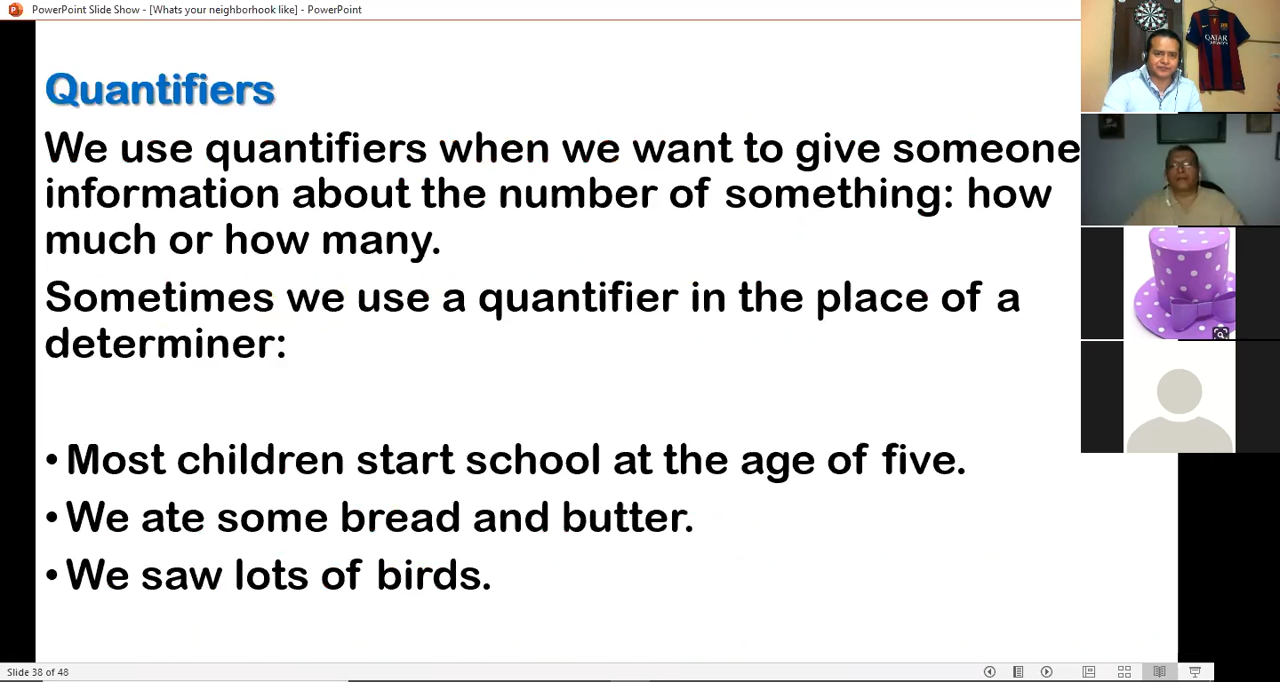 PowerPoint Slide Show - [Whats your neighborhook like] - PowerPoint
Quantifiers
We use quantifiers when we want to give someone
information about the number of something: how
much or how many.
Sometimes we use a quantifier in the place of a
determiner:
• Most children start school at the age of five.
• We ate some bread and butter.
• We saw lots of birds.
QATAR
AIRWAYS
Slide 38 of 48